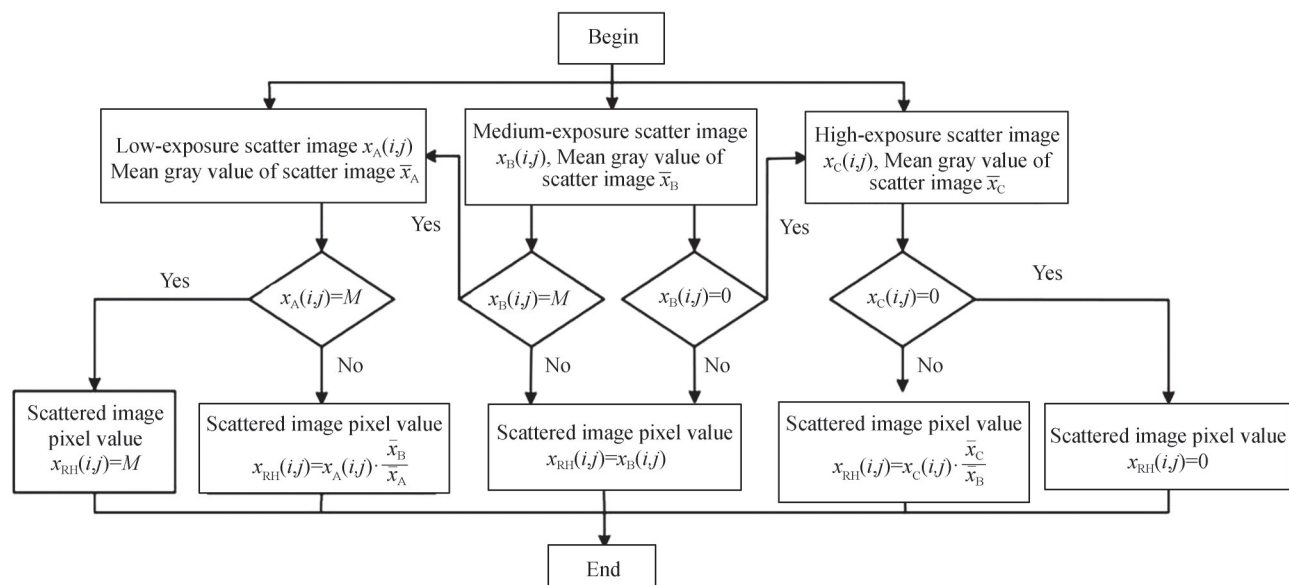 Begin
Low-exposure scatter image x_A(i,j)
Mean gray value of scatter image x̄_A
Medium-exposure scatter image
x_B(i,j), Mean gray value of
scatter image x̄_B
High-exposure scatter image
x_C(i,j), Mean gray value of
scatter image x̄_C
Yes
Yes
Yes
Yes
x_A(i,j)=M
x_B(i,j)=M
x_B(i,j)=0
x_C(i,j)=0
No
No
No
No
Scattered image
pixel value
x_RH(i,j)=M
Scattered image pixel value
x_RH(i,j)=x_A(i,j)·x̄_B/x̄_A
Scattered image pixel value
x_RH(i,j)=x_B(i,j)
Scattered image pixel value
x_RH(i,j)=x_C(i,j)·x̄_C/x̄_B
Scattered image pixel value
x_RH(i,j)=0
End